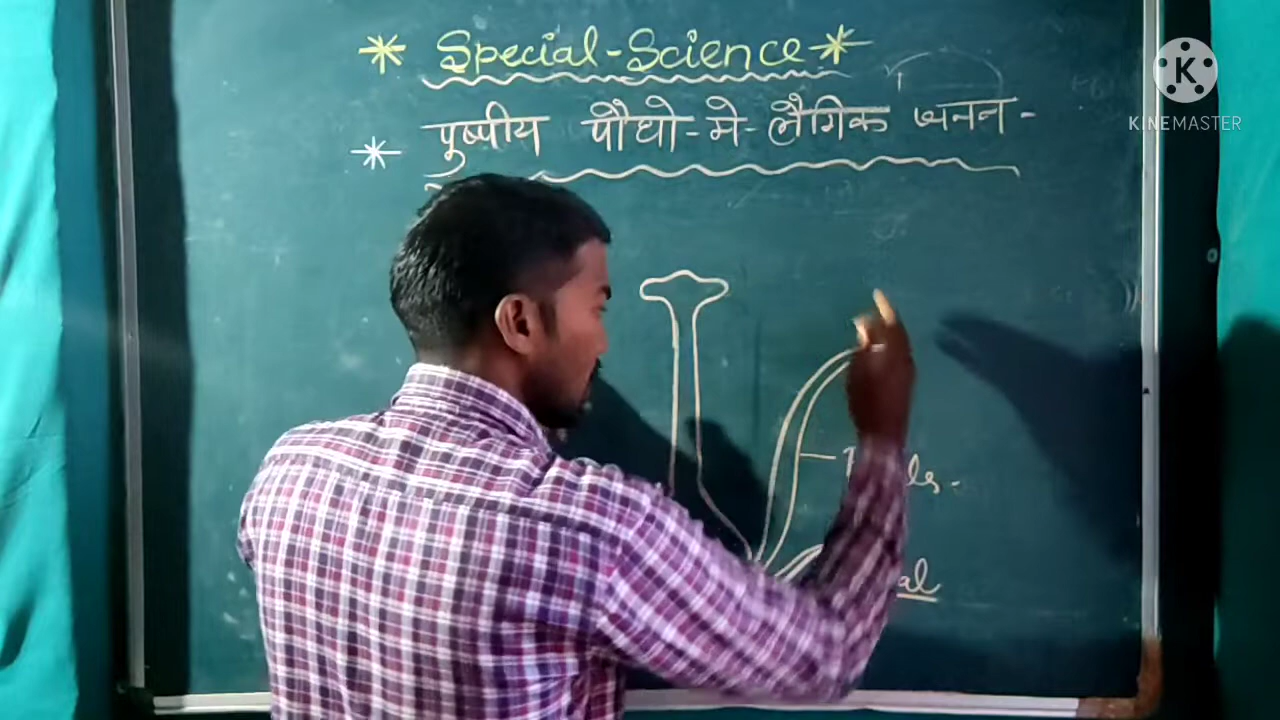 * Special-Science *
* पुष्पीय पौधो-मे-लैगिक जनन-
KINEMASTER